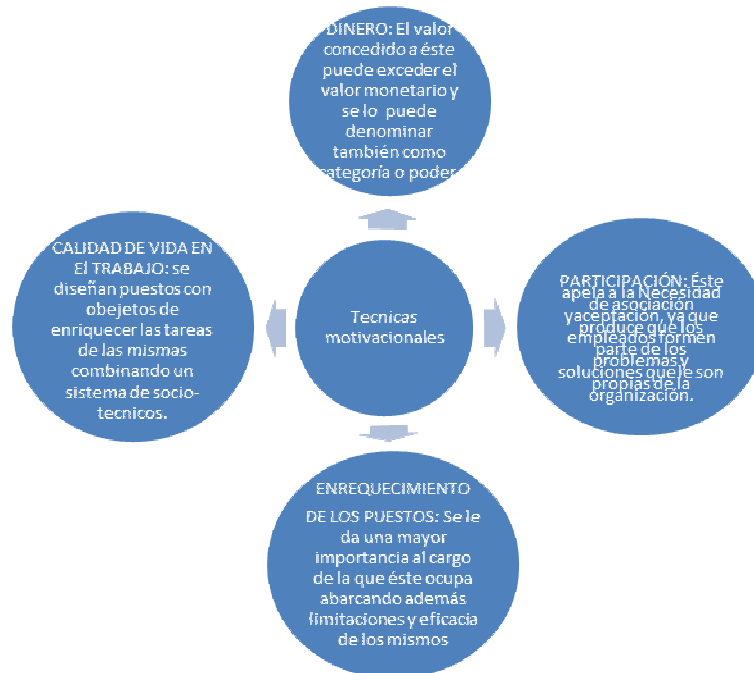 DINERO: El valor
concedido a éste
puede exceder el
valor monetario y
se lo puede
denominar
también como
categoría o poder.
CALIDAD DE VIDA EN
El TRABAJO: se
diseñan puestos con
obejetos de
enriquecer las tareas
de las mismas
combinando un
sistema de socio-
tecnicos.
Tecnicas
motivacionales
PARTICIPACIÓN: Éste
apela a la Necesidad
de asociación
yaceptación, ya que
produce que los
empleados formen
parte de los
problemas y
soluciones que le son
propias de la
organización.
ENREQUECIMIENTO
DE LOS PUESTOS: Se le
da una mayor
importancia al cargo
de la que éste ocupa
abarcando además
limitaciones y eficacia
de los mismos